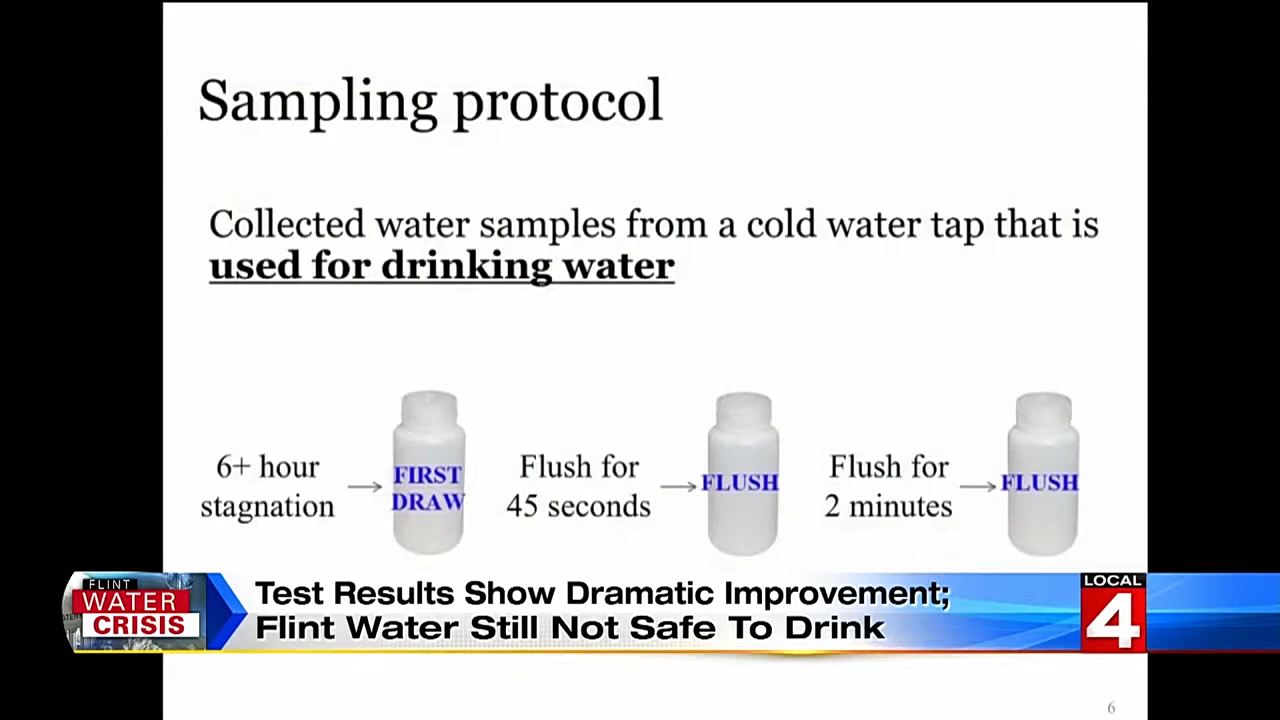 Sampling protocol
Collected water samples from a cold water tap that is
used for drinking water
6+ hour
stagnation
FIRST
DRAW
Flush for
45 seconds
FLUSH
Flush for
2 minutes
FLUSH
FLINT
WATER
CRISIS
Test Results Show Dramatic Improvement;
Flint Water Still Not Safe To Drink
LOCAL
4
6